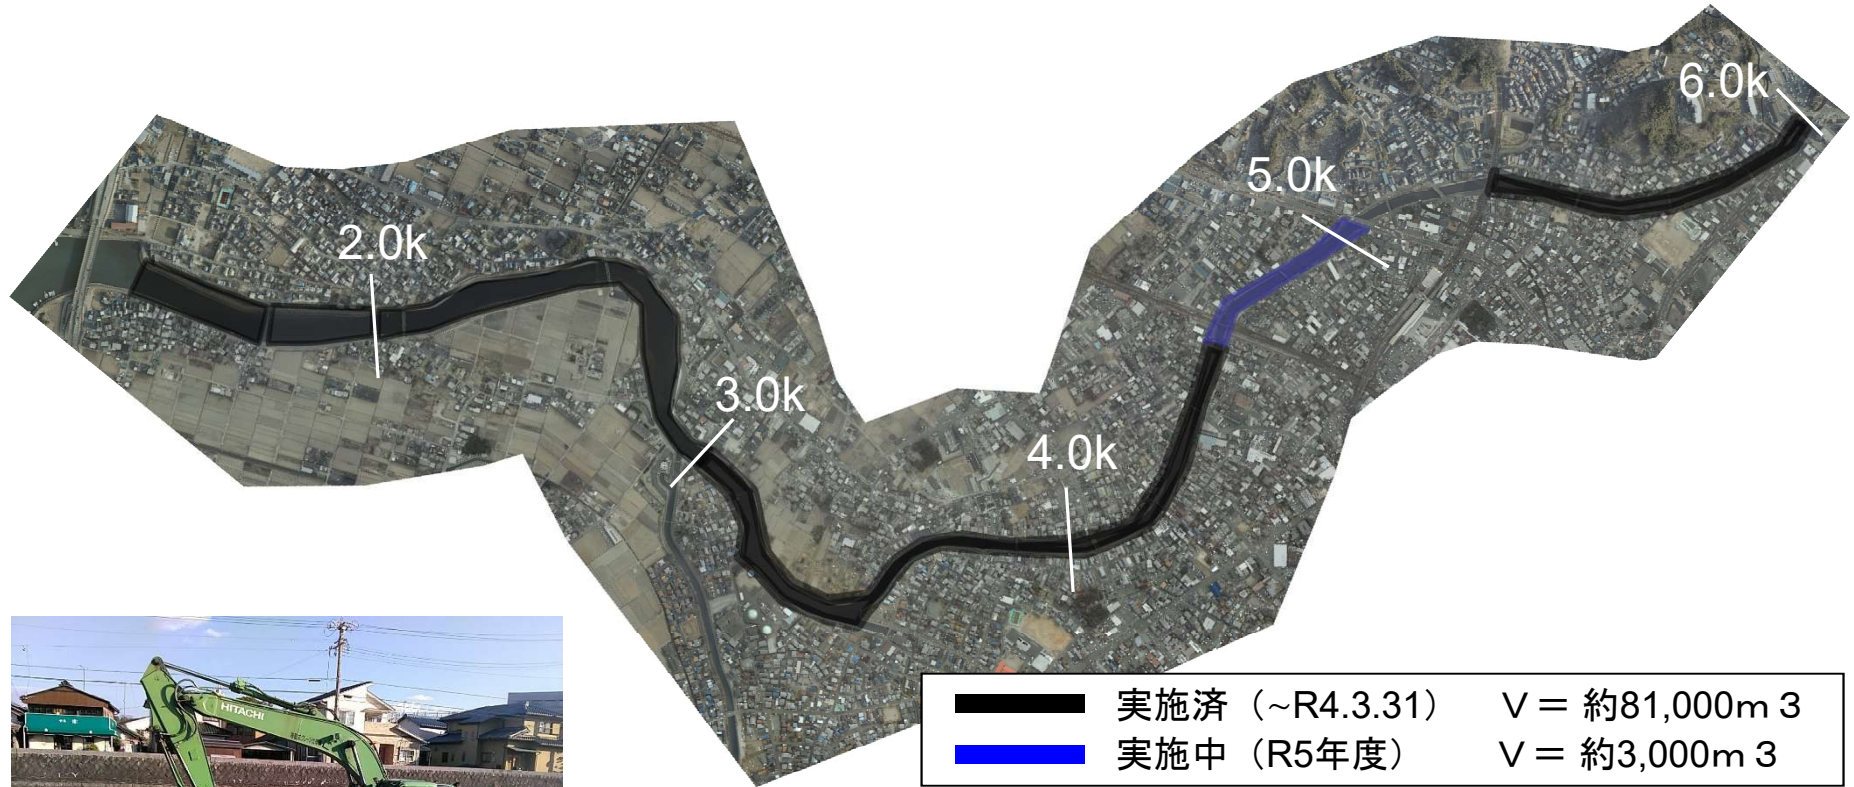 6.0k
5.0k
2.0k
3.0k
4.0k
HITACHI
実施済（~R4.3.31）　V＝ 約81,000m３
実施中（R5年度）　V＝ 約3,000m３